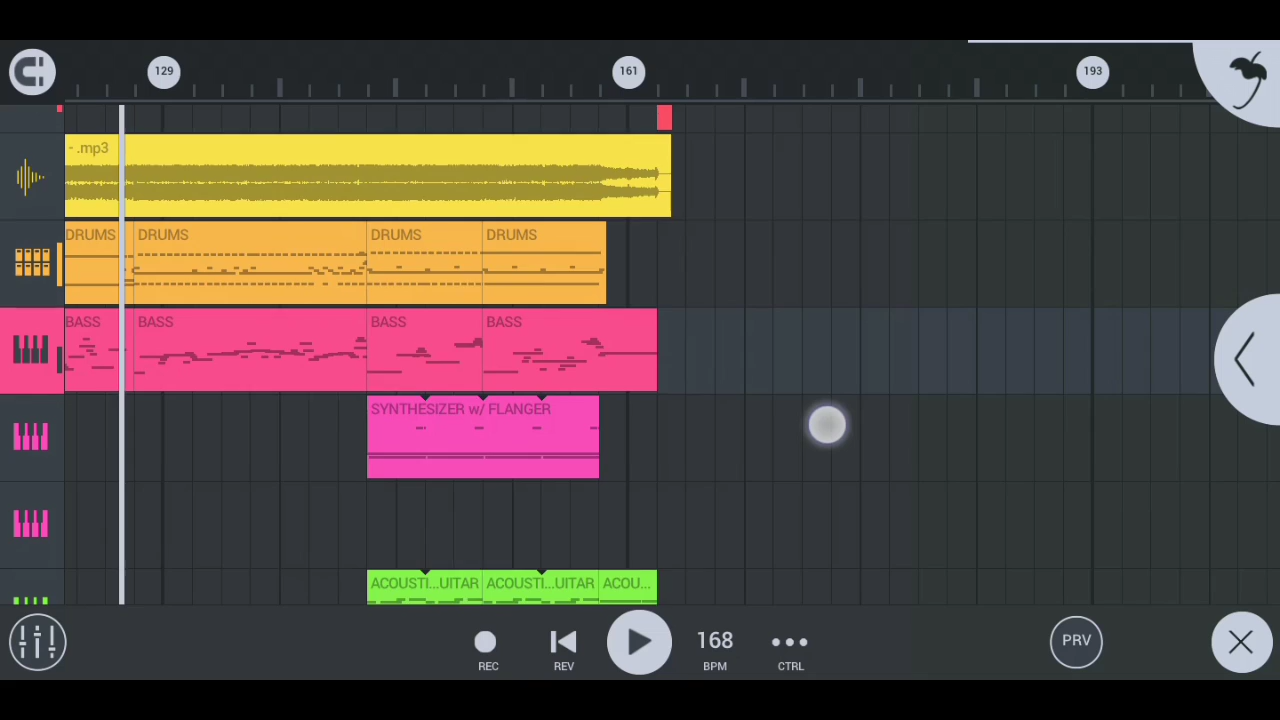 129 161 193
- .mp3
DRUMS DRUMS DRUMS DRUMS
BASS BASS BASS BASS
SYNTHESIZER w/ FLANGER
ACOUSTI...UITAR ACOUSTI...UITAR ACOU...
168 PRV
REC REV BPM CTRL